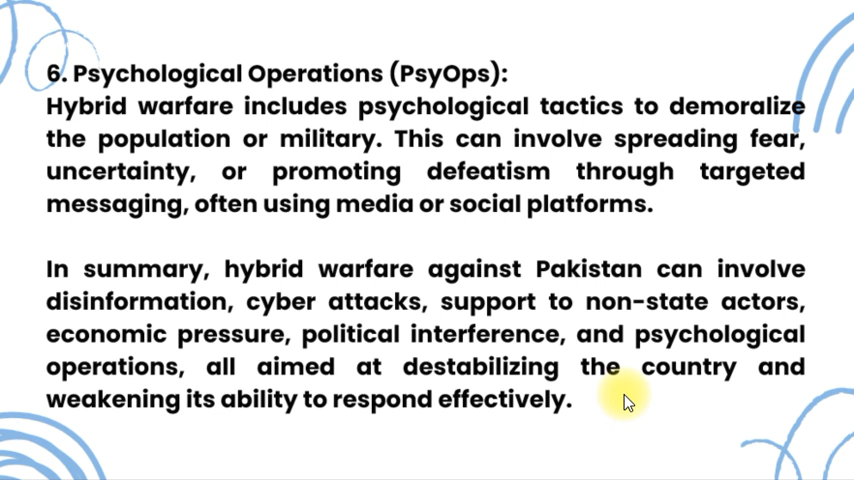 6. Psychological Operations (PsyOps):
Hybrid warfare includes psychological tactics to demoralize
the population or military. This can involve spreading fear,
uncertainty, or promoting defeatism through targeted
messaging, often using media or social platforms.
In summary, hybrid warfare against Pakistan can involve
disinformation, cyber attacks, support to non-state actors,
economic pressure, political interference, and psychological
operations, all aimed at destabilizing the country and
weakening its ability to respond effectively.